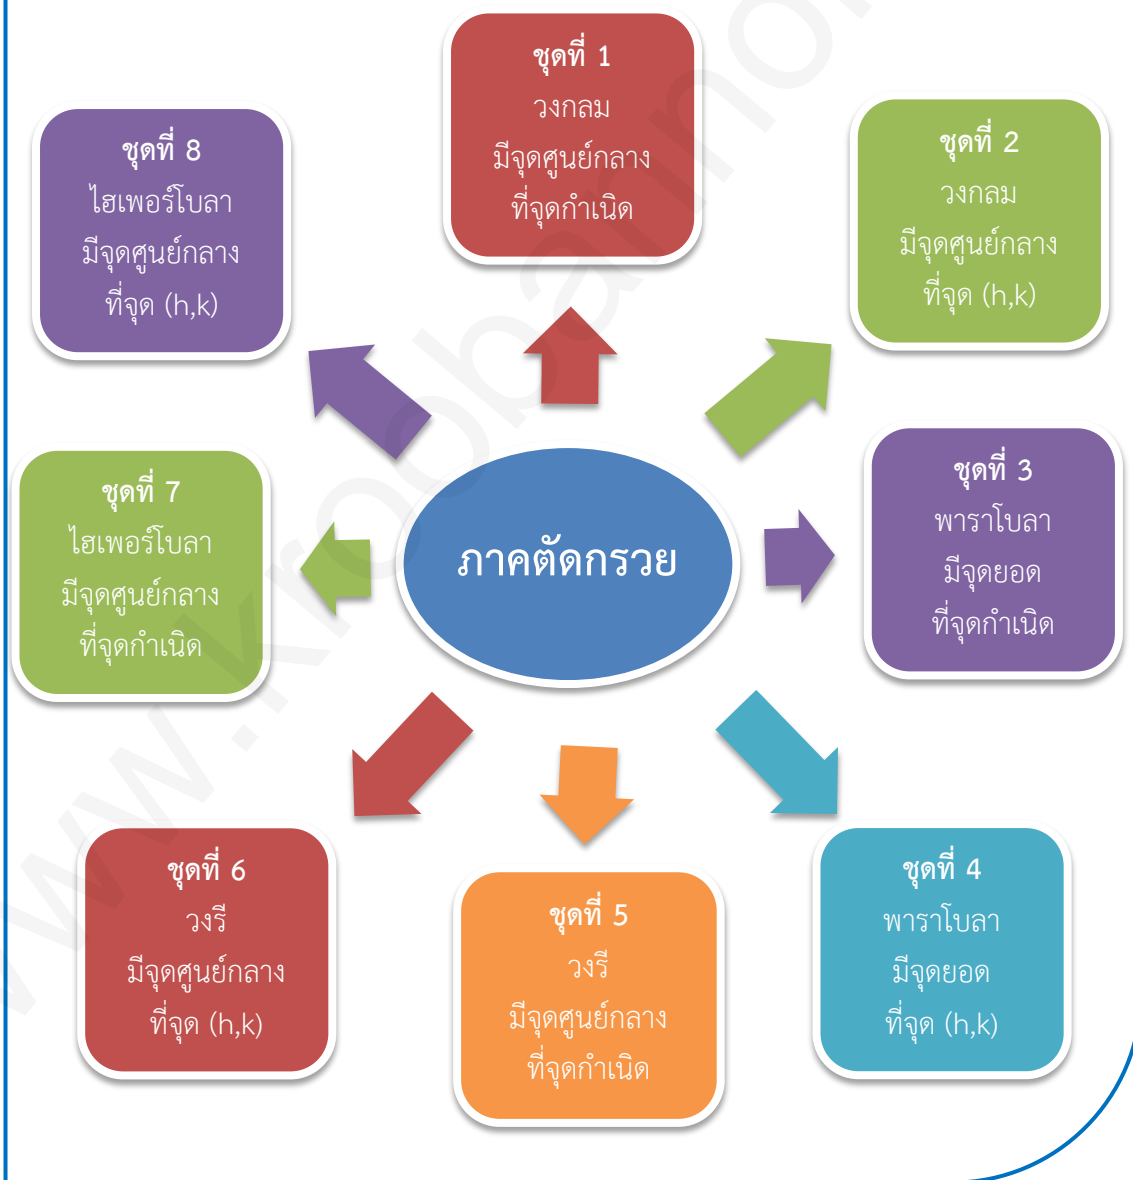 ชุดที่ 1
วงกลม
มีจุดศูนย์กลาง
ที่จุดกำเนิด
ชุดที่ 2
วงกลม
มีจุดศูนย์กลาง
ที่จุด (h,k)
ชุดที่ 3
พาราโบลา
มีจุดยอด
ที่จุดกำเนิด
ชุดที่ 4
พาราโบลา
มีจุดยอด
ที่จุด (h,k)
ชุดที่ 5
วงรี
มีจุดศูนย์กลาง
ที่จุดกำเนิด
ชุดที่ 6
วงรี
มีจุดศูนย์กลาง
ที่จุด (h,k)
ชุดที่ 7
ไฮเพอร์โบลา
มีจุดศูนย์กลาง
ที่จุดกำเนิด
ชุดที่ 8
ไฮเพอร์โบลา
มีจุดศูนย์กลาง
ที่จุด (h,k)
ภาคตัดกรวย